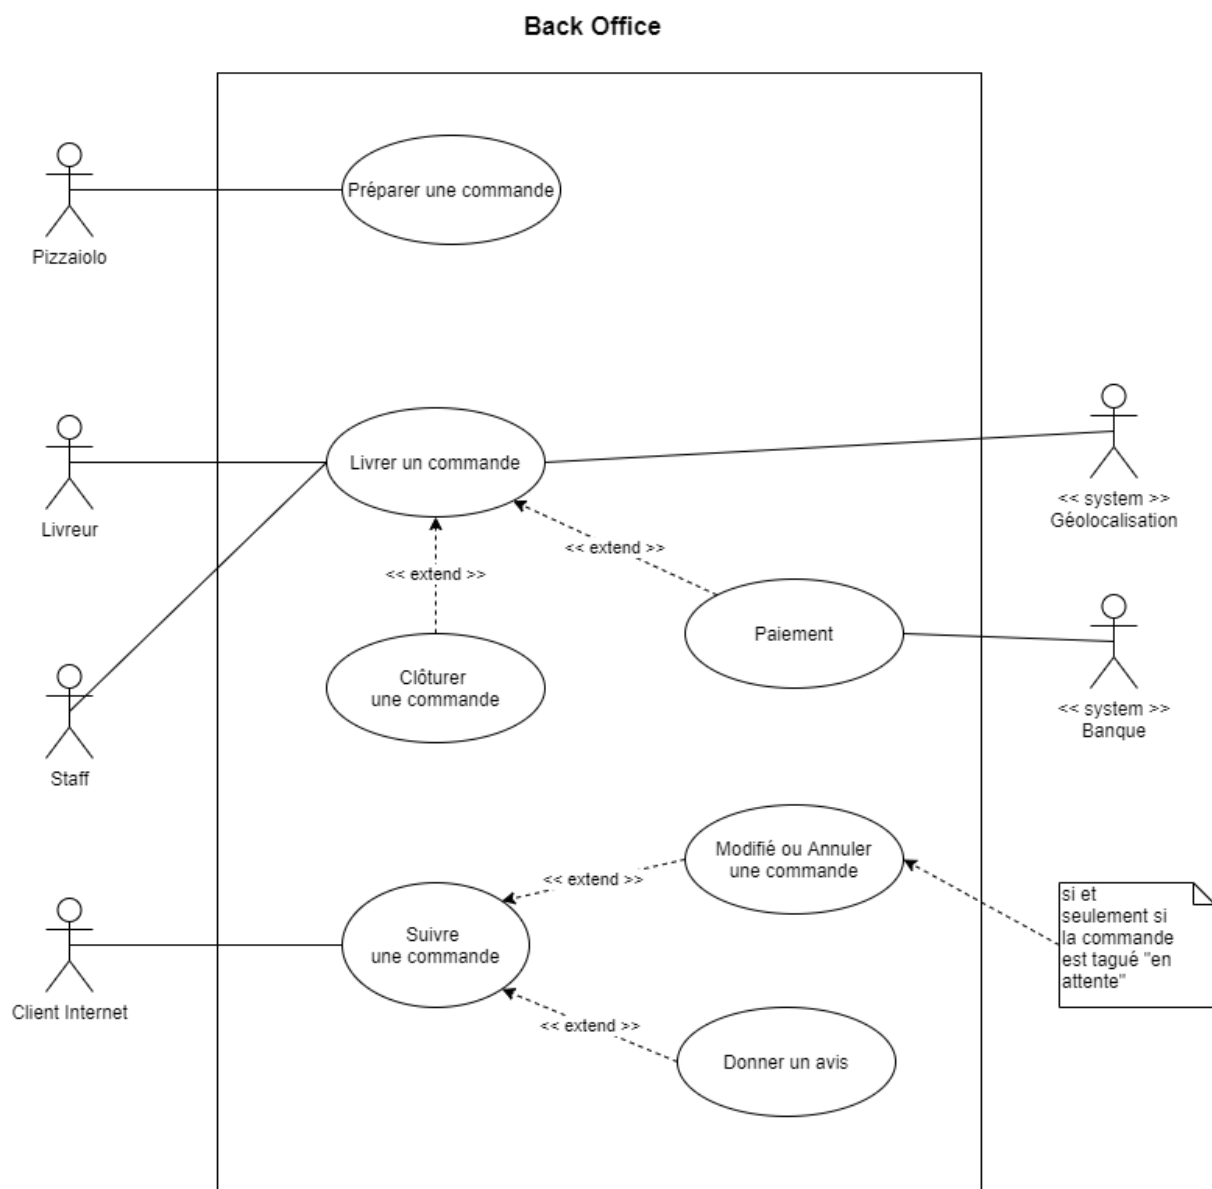 Back Office
Préparer une commande
Pizzaiolo
Livrer un commande
Livreur
<< system >>
Géolocalisation
<< extend >>
<< extend >>
Paiement
Clôturer
une commande
<< system >>
Banque
Staff
Modifié ou Annuler
une commande
<< extend >>
si et
seulement si
la commande
est tagué "en
attente"
Suivre
une commande
Client Internet
<< extend >>
Donner un avis